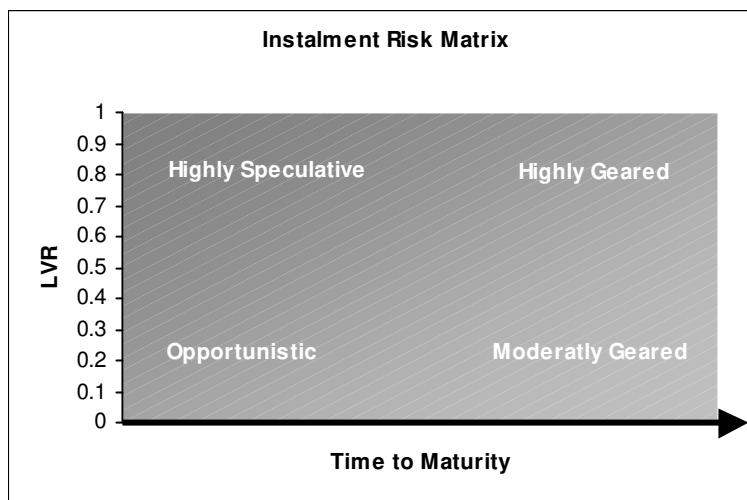 Instalment Risk Matrix
1
0.9
0.8
0.7
0.6
0.5
0.4
0.3
0.2
0.1
0
LVR
Highly Speculative
Highly Geared
Opportunistic
Moderatly Geared
Time to Maturity